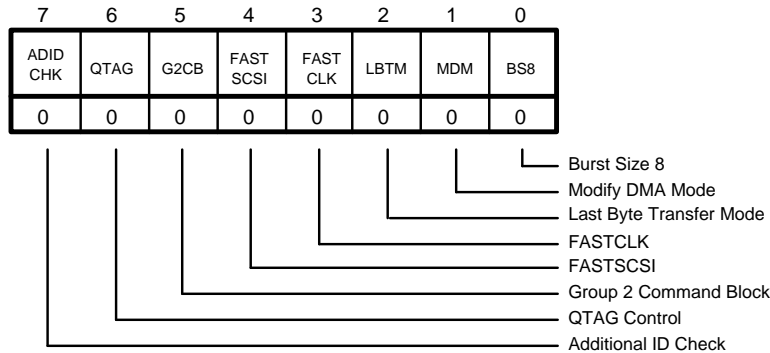 7 6 5 4 3 2 1 0
ADID CHK QTAG G2CB FAST SCSI FAST CLK LBTM MDM BS8
0 0 0 0 0 0 0 0
Burst Size 8
Modify DMA Mode
Last Byte Transfer Mode
FASTCLK
FASTSCSI
Group 2 Command Block
QTAG Control
Additional ID Check